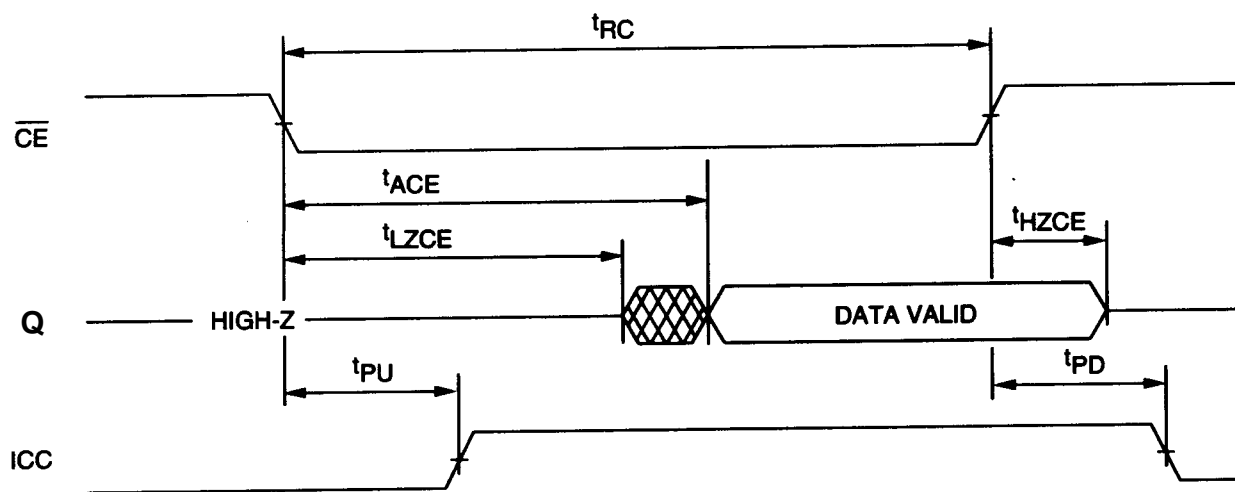 tRC
CE
tACE
tLZCE
tHZCE
Q
HIGH-Z
DATA VALID
tPU
tPD
ICC